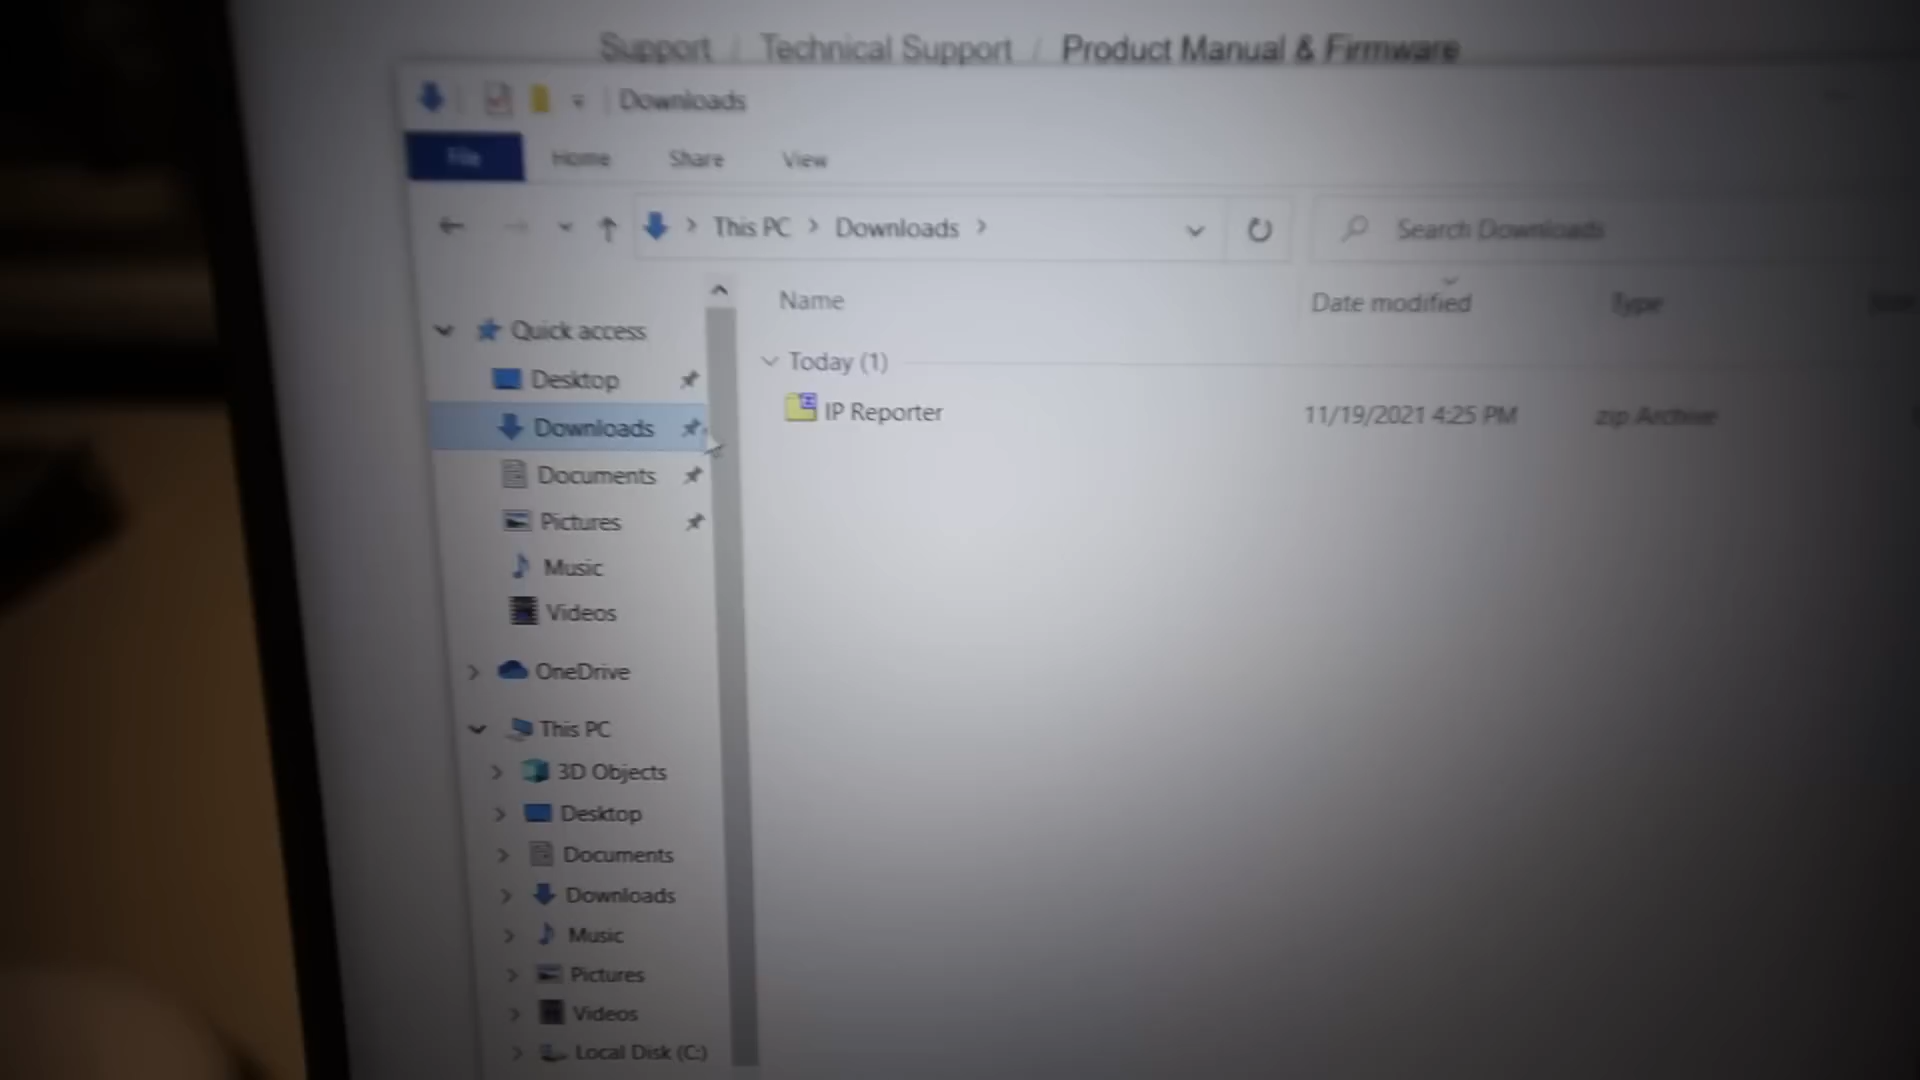 Support / Technical Support / Product Manual & Firmware
Downloads
File Home Share View
This PC > Downloads >
Search Downloads
Name Date modified Type
Quick access
Today (1)
Desktop
IP Reporter 11/19/2021 4:25 PM zip Archive
Downloads
Documents
Pictures
Music
Videos
OneDrive
This PC
3D Objects
Desktop
Documents
Downloads
Music
Pictures
Videos
Local Disk (C:)